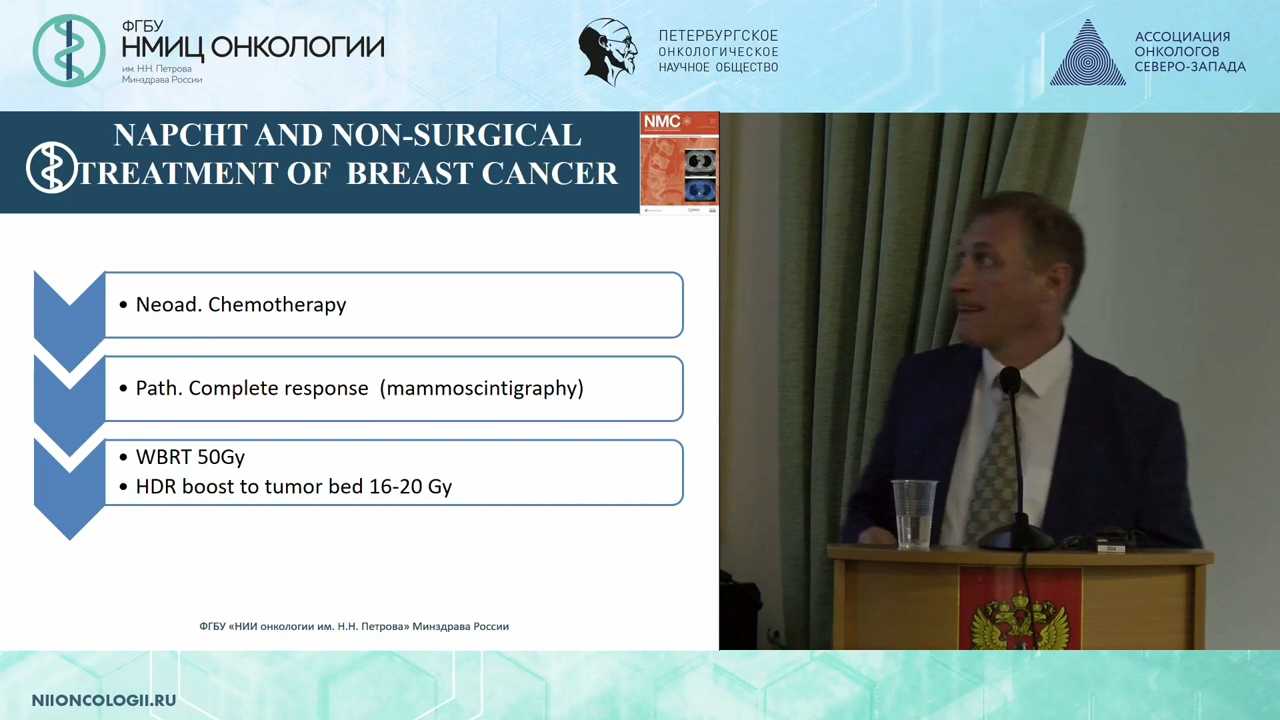 ФГБУ
НМИЦ ОНКОЛОГИИ
им. Н.Н. Петрова
Минздрава России
ПЕТЕРБУРГСКОЕ
ОНКОЛОГИЧЕСКОЕ
НАУЧНОЕ ОБЩЕСТВО
АССОЦИАЦИЯ
ОНКОЛОГОВ
СЕВЕРО-ЗАПАДА
NAPCHT AND NON-SURGICAL
TREATMENT OF BREAST CANCER
NMC
• Neoad. Chemotherapy
• Path. Complete response (mammoscintigraphy)
• WBRT 50Gy
• HDR boost to tumor bed 16-20 Gy
ФГБУ «НИИ онкологии им. Н.Н. Петрова» Минздрава России
204
NIIONCOLOGII.RU